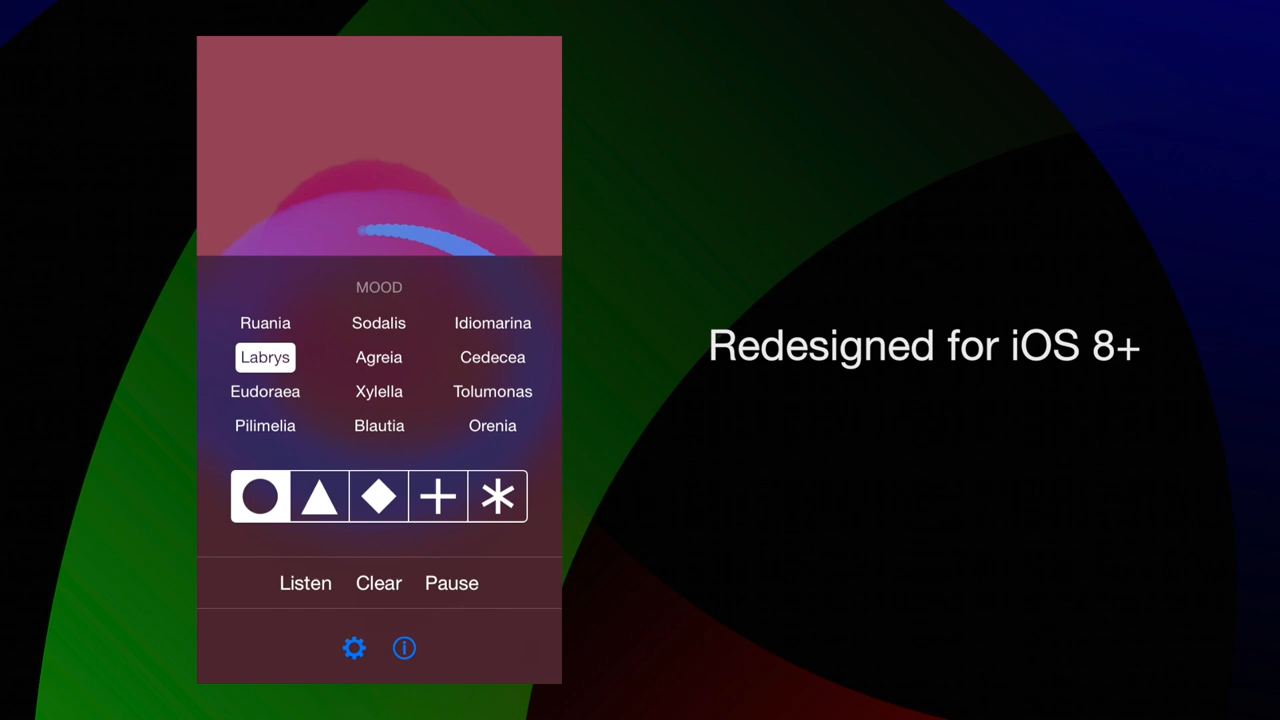 MOOD
Ruania Sodalis Idiomarina
Labrys Agreia Cedecea
Eudoraea Xylella Tolumonas
Pilimelia Blautia Orenia
Listen Clear Pause
Redesigned for iOS 8+